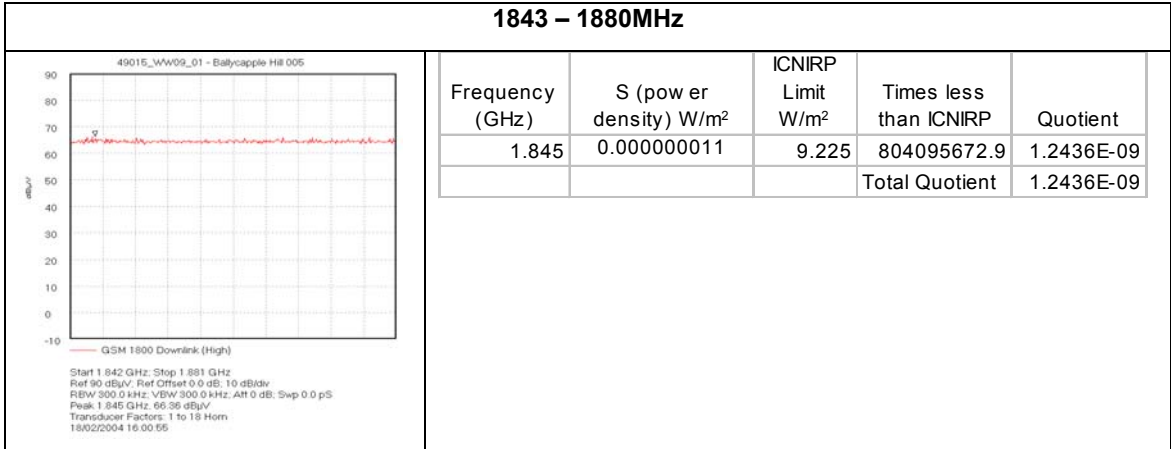 1843 – 1880MHz
49015_WW09_01 - Ballycapple Hill 005
90
80
70
60
50
40
30
20
10
0
-10
dBµV
GSM 1800 Downlink (High)
Start 1.842 GHz; Stop 1.881 GHz
Ref 90 dBµV; Ref Offset 0.0 dB; 10 dB/div
RBW 300.0 kHz; VBW 300.0 kHz; Att 0 dB; Swp 0.0 pS
Peak 1.845 GHz, 66.36 dBµV
Transducer Factors: 1 to 18 Horn
18/02/2004 16:00:55
Frequency (GHz) S (pow er density) W/m² ICNIRP Limit W/m² Times less than ICNIRP Quotient
1.845 0.000000011 9.225 804095672.9 1.2436E-09
Total Quotient 1.2436E-09